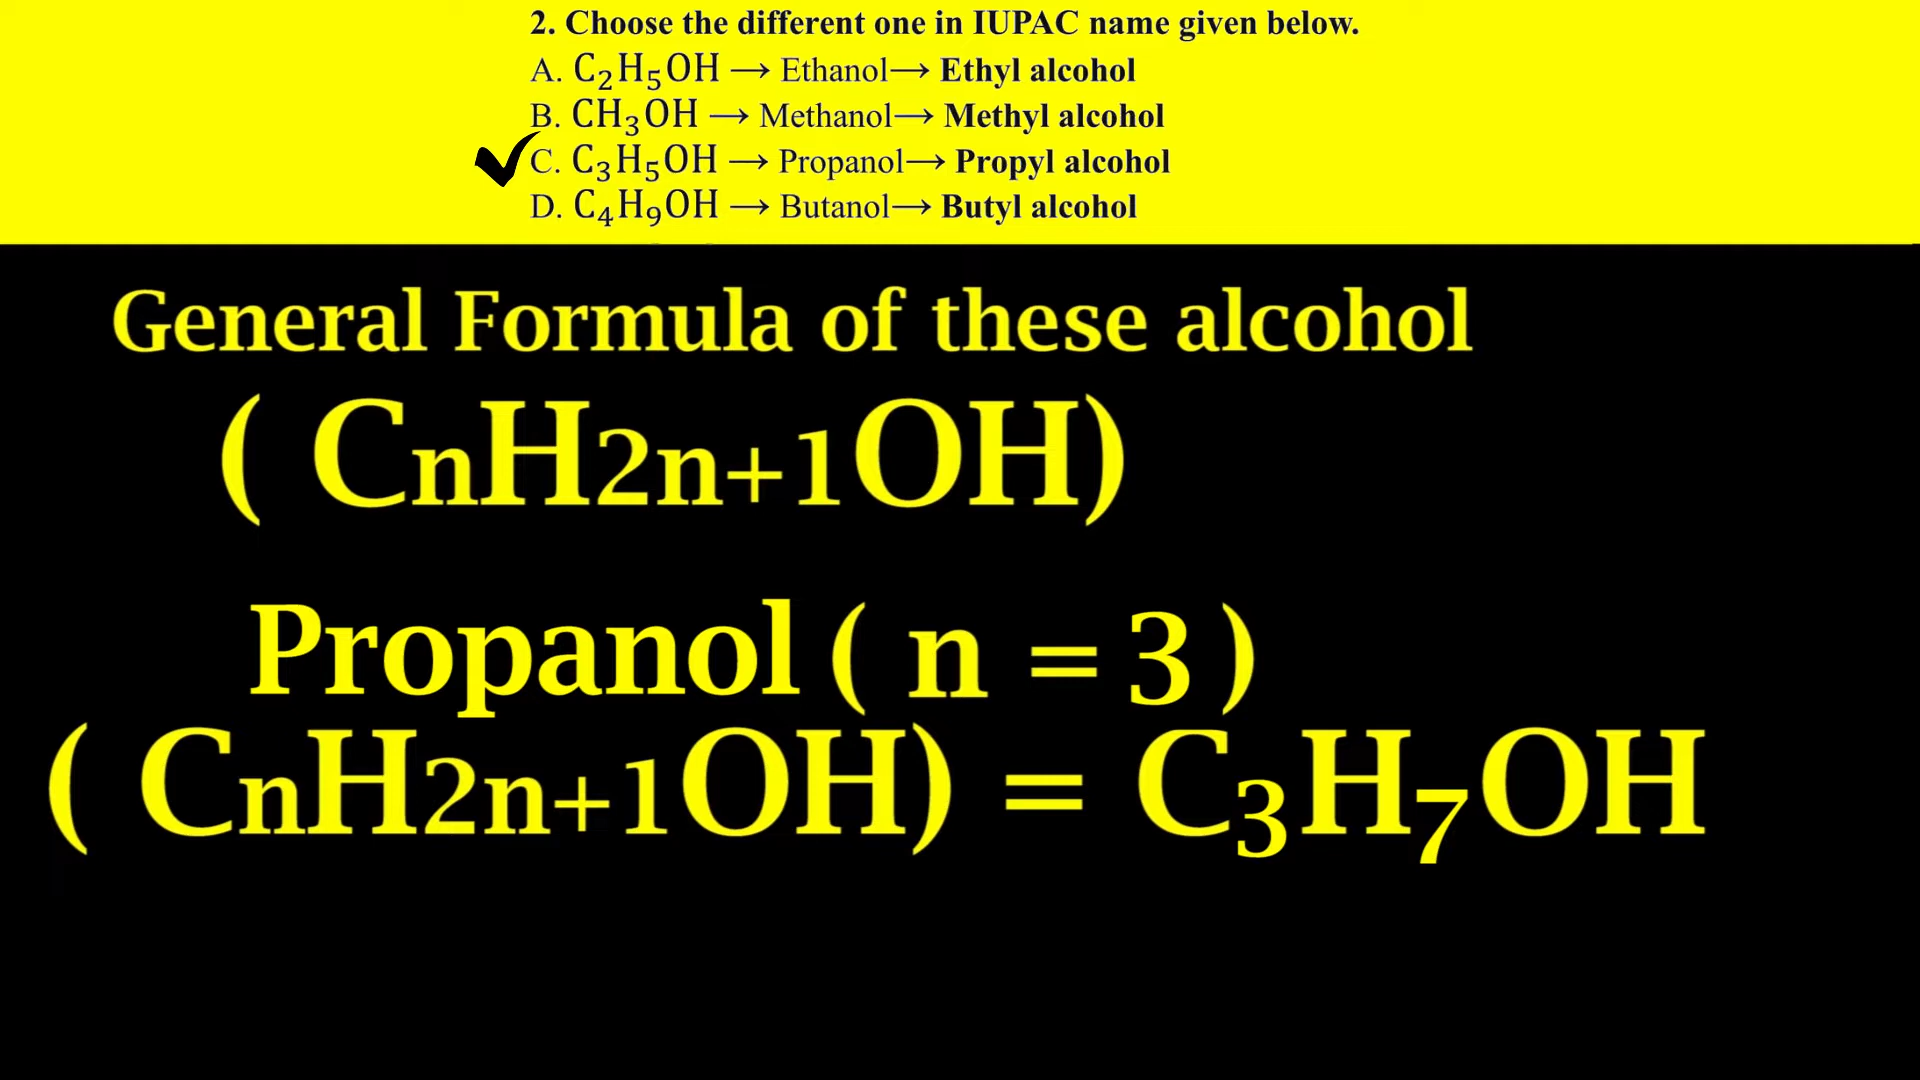 2. Choose the different one in IUPAC name given below.
A. C₂H₅OH → Ethanol→ Ethyl alcohol
B. CH₃OH → Methanol→ Methyl alcohol
C. C₃H₅OH → Propanol→ Propyl alcohol
D. C₄H₉OH → Butanol→ Butyl alcohol
General Formula of these alcohol
( CnH2n+1OH)
Propanol ( n = 3 )
( CnH2n+1OH) = C₃H₇OH